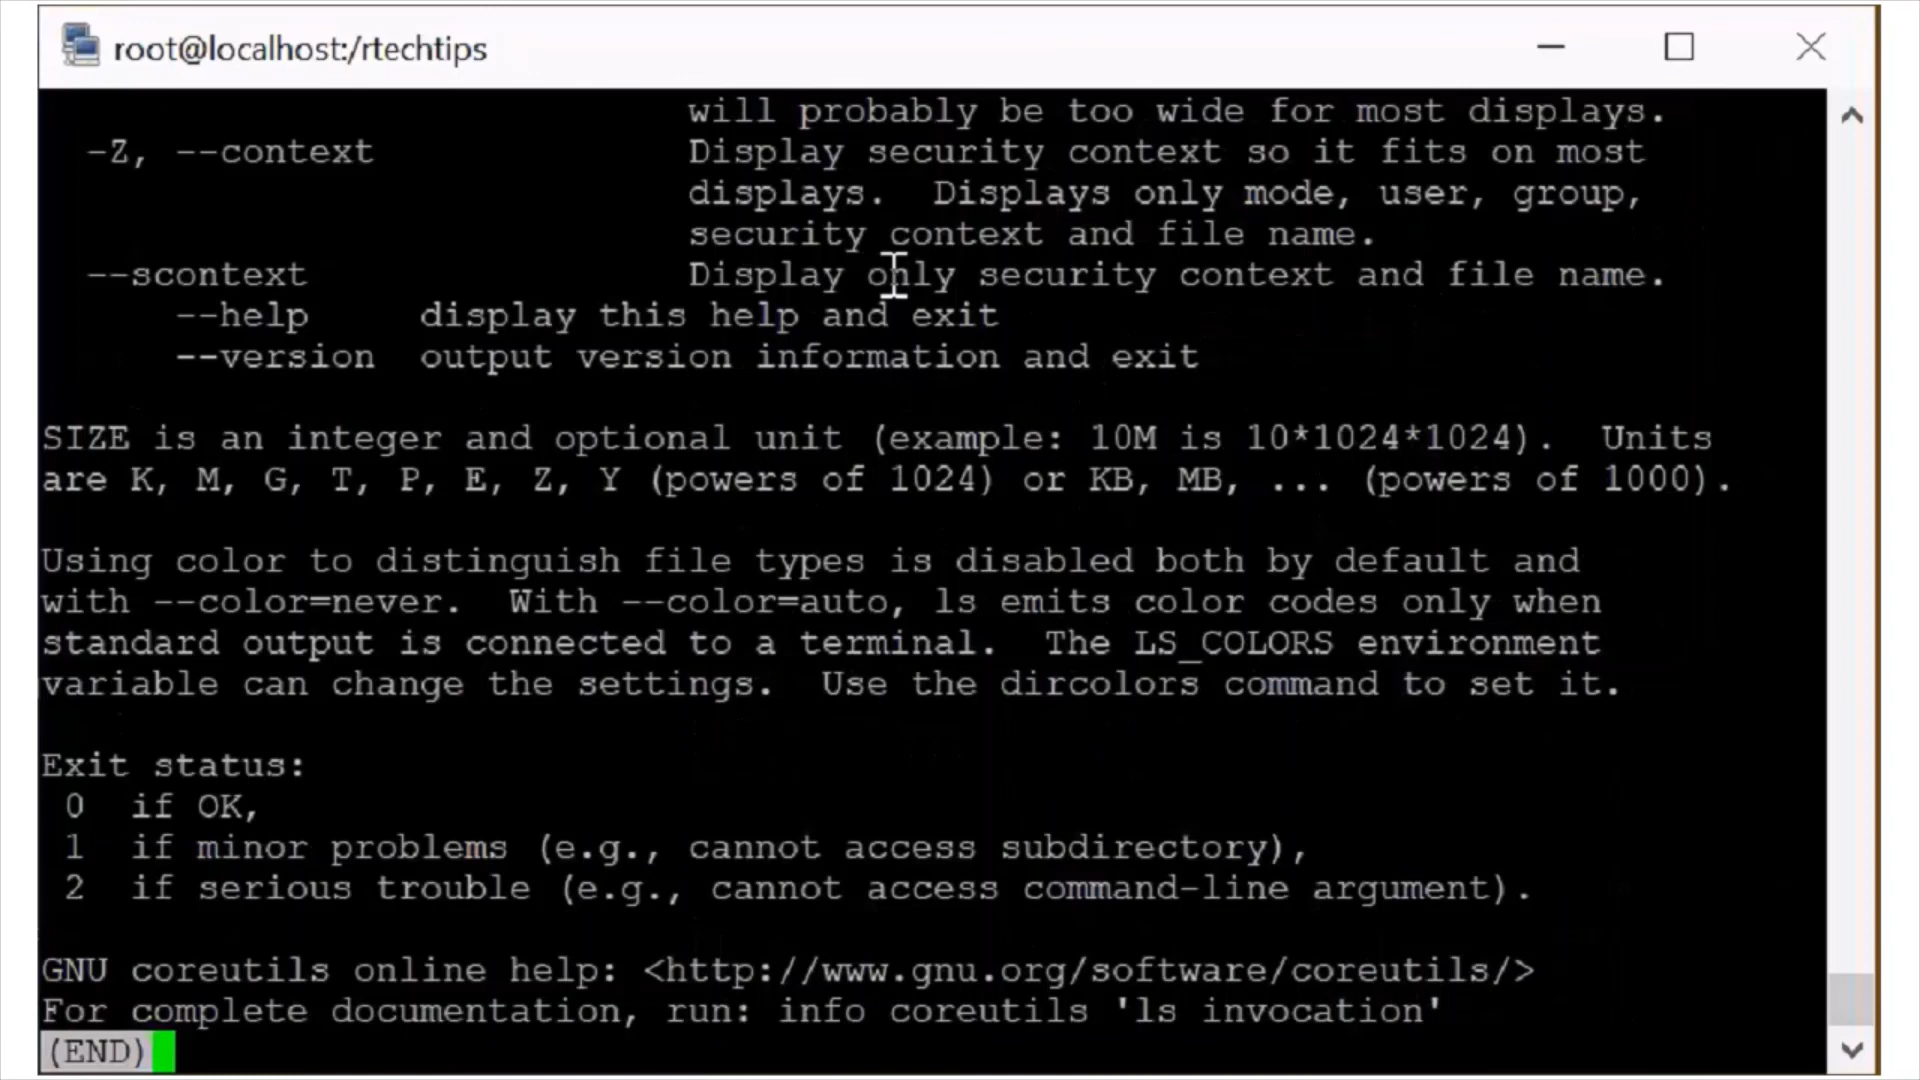 root@localhost:/rtechtips
will probably be too wide for most displays.
-Z, --context Display security context so it fits on most
displays. Displays only mode, user, group,
security context and file name.
--scontext Display only security context and file name.
--help display this help and exit
--version output version information and exit
SIZE is an integer and optional unit (example: 10M is 10*1024*1024). Units
are K, M, G, T, P, E, Z, Y (powers of 1024) or KB, MB, ... (powers of 1000).
Using color to distinguish file types is disabled both by default and
with --color=never. With --color=auto, ls emits color codes only when
standard output is connected to a terminal. The LS_COLORS environment
variable can change the settings. Use the dircolors command to set it.
Exit status:
0 if OK,
1 if minor problems (e.g., cannot access subdirectory),
2 if serious trouble (e.g., cannot access command-line argument).
GNU coreutils online help: <http://www.gnu.org/software/coreutils/>
For complete documentation, run: info coreutils 'ls invocation'
(END)